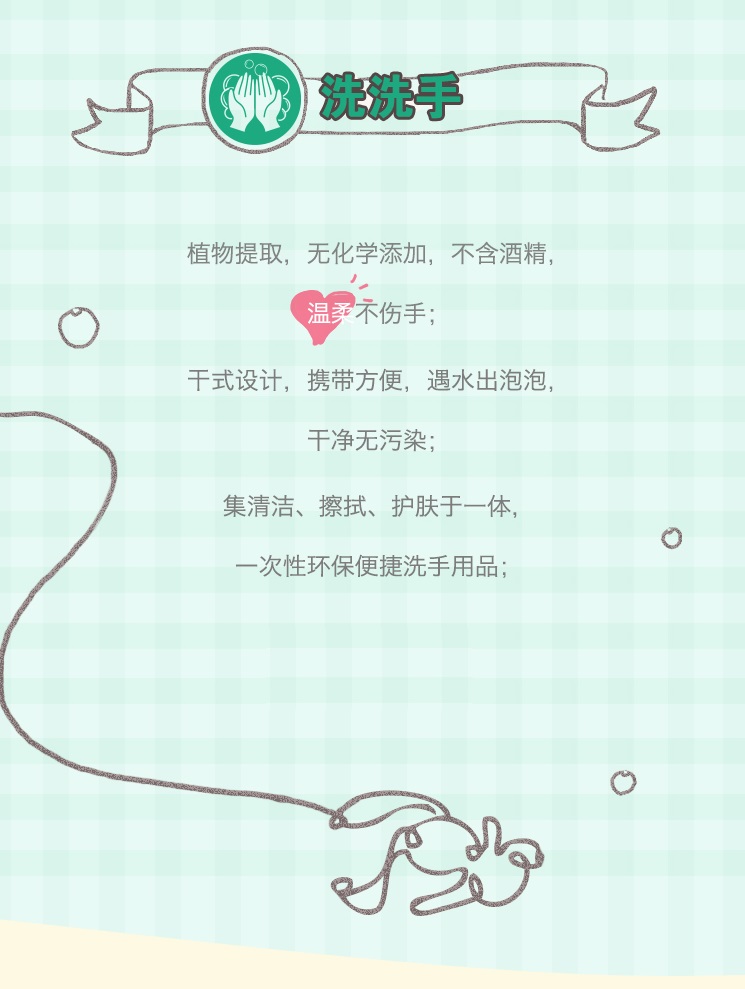 洗洗手
植物提取，无化学添加，不含酒精，
温柔不伤手；
干式设计，携带方便，遇水出泡泡，
干净无污染；
集清洁、擦拭、护肤于一体，
一次性环保便捷洗手用品；